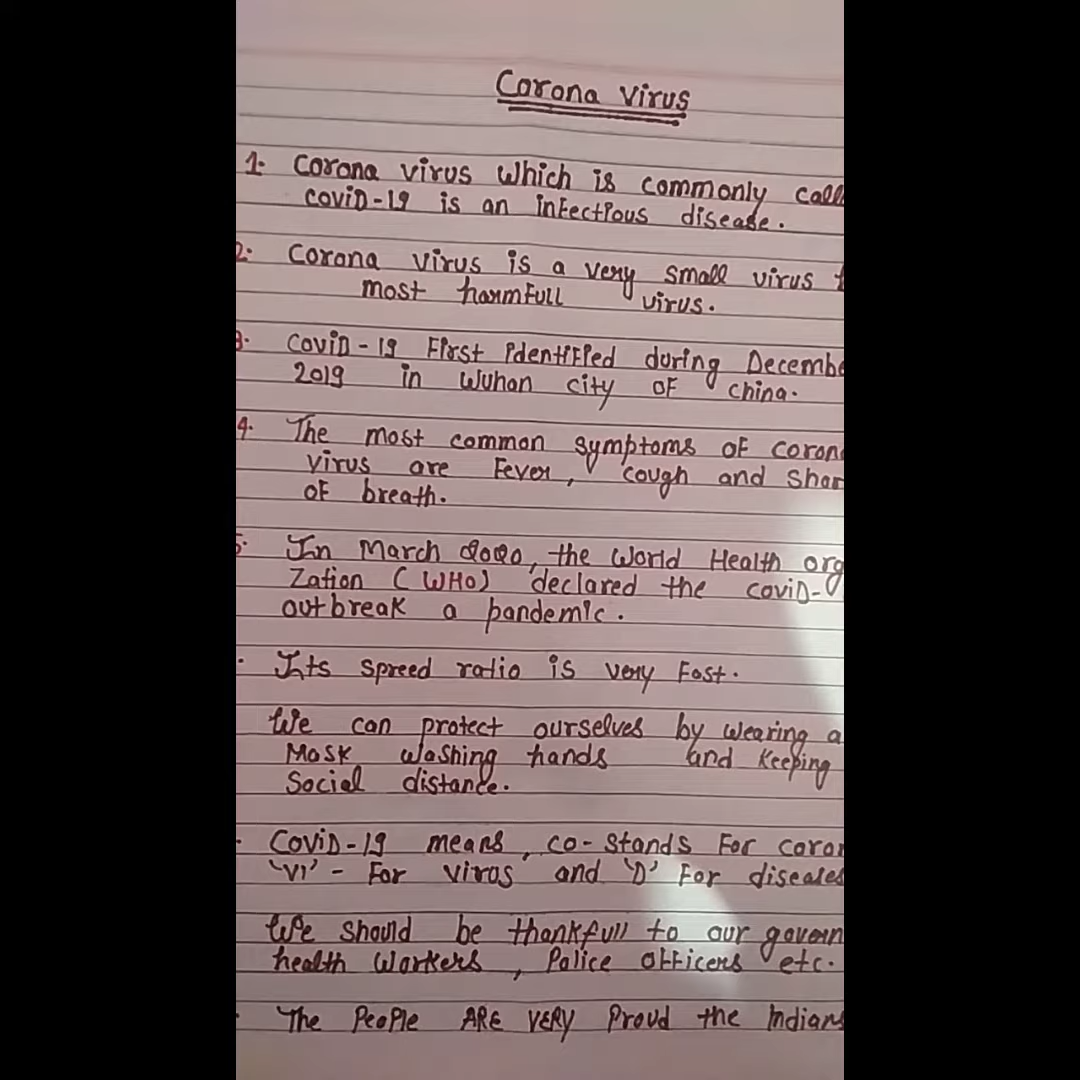 Corona Virus
1. Corona virus which is commonly call
coviD-19 is an infectious disease.
2. Corona virus is a very small virus
most harmfull virus.
3. CoviD-19 First identified during Decembe
2019 in Wuhan city of china.
4. The most common symptoms of coron
virus are Fever, cough and Shor
of breath.
5. In March 2020, the World Health org
Zation (WHO) declared the coviD-
outbreak a pandemic.
Its spreed ratio is very Fast.
We can protect ourselves by wearing a
Mask washing hands and Keeping
Social distance.
CoviD-19 means, co-stands For coron
'VI' - For virus and 'D' For diseases
We should be thankfull to our govern
health workers, Police officers etc.
The PeoPle ARE VERY Proud the Indians